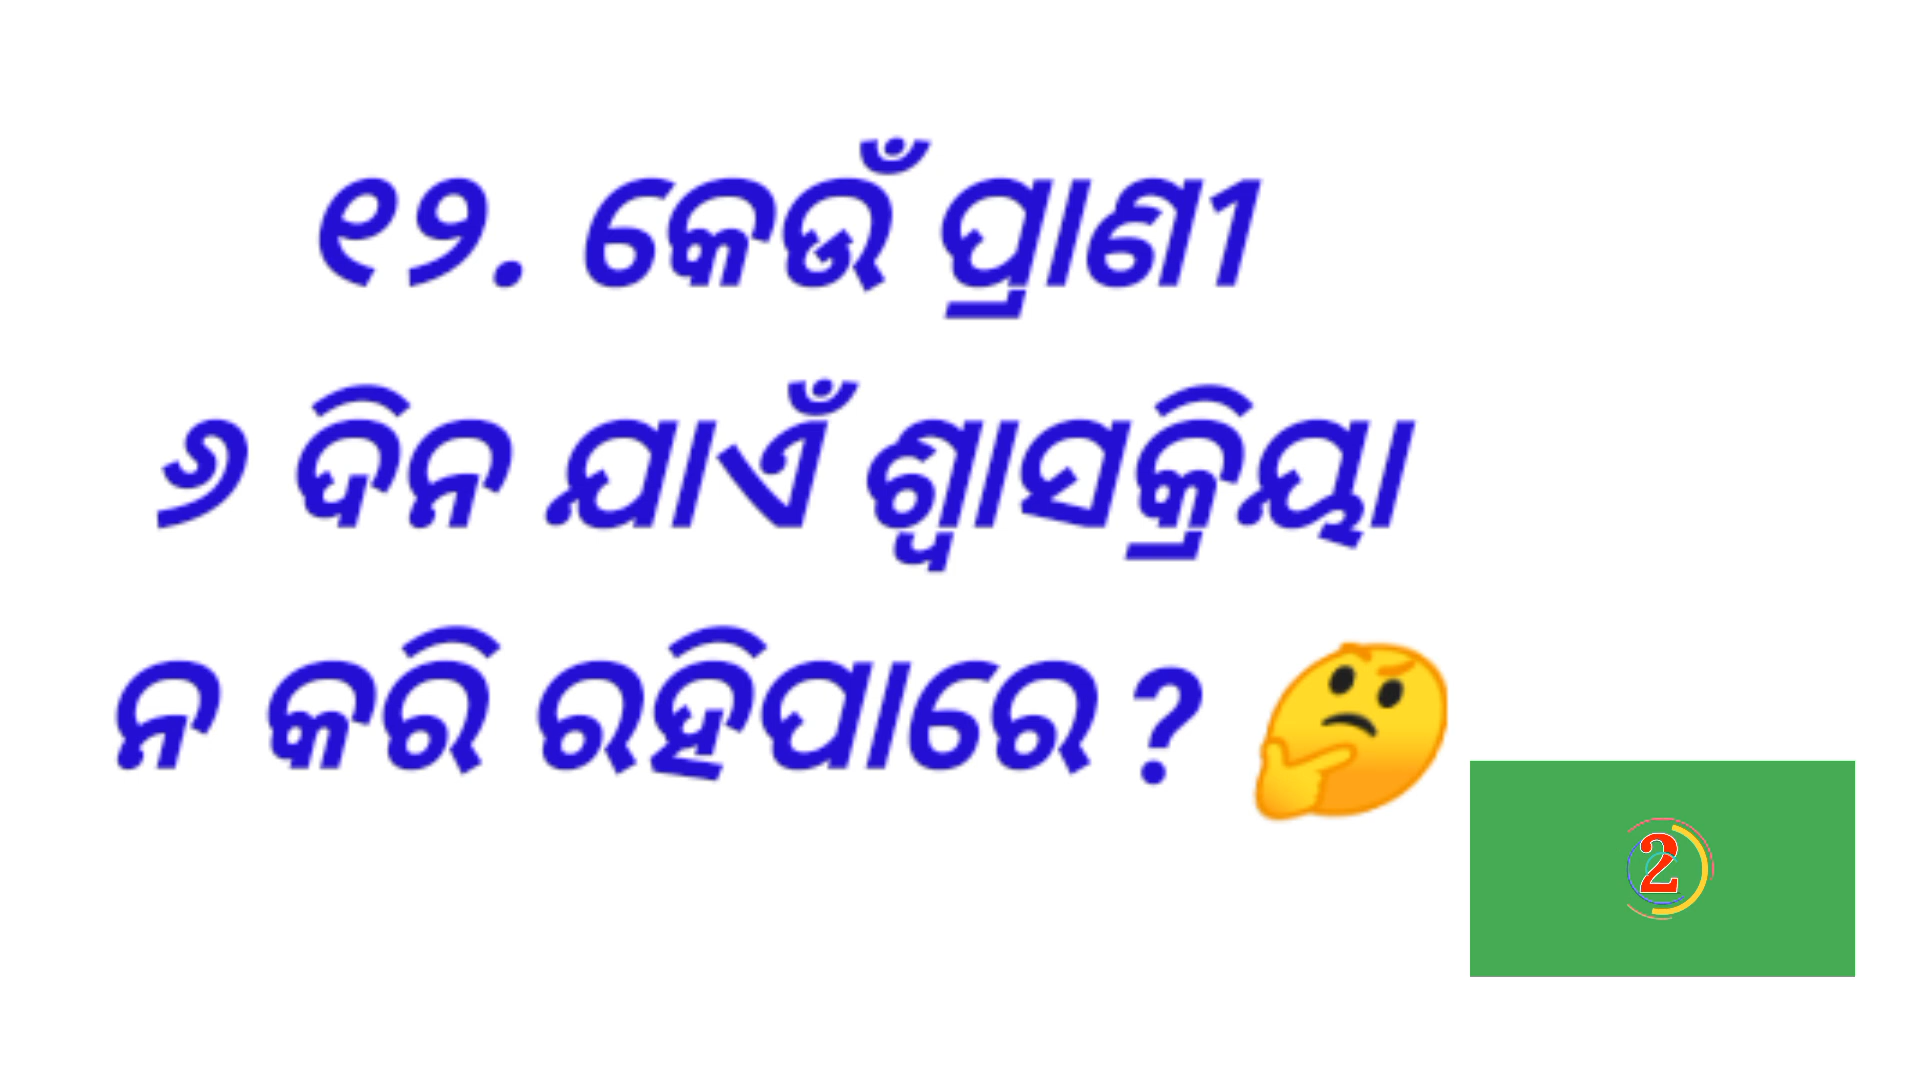 ୧୨. କେଉଁ ପ୍ରାଣୀ
୬ ଦିନ ଯାଏଁ ଶ୍ୱାସକ୍ରିୟା
ନ କରି ରହିପାରେ ? 🤔
2